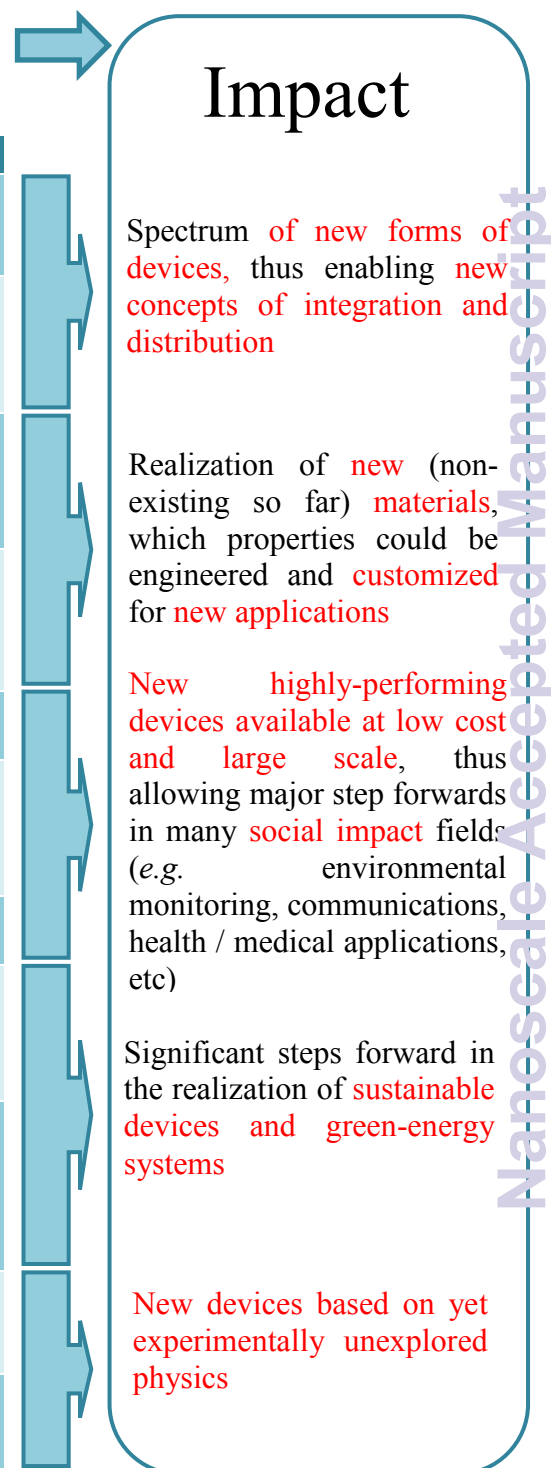 Impact
Spectrum of new forms of
devices, thus enabling new
concepts of integration and
distribution
Realization of new (non-
existing so far) materials,
which properties could be
engineered and customized
for new applications
New highly-performing
devices available at low cost
and large scale, thus
allowing major step forwards
in many social impact fields
(e.g. environmental
monitoring, communications,
health / medical applications,
etc)
Significant steps forward in
the realization of sustainable
devices and green-energy
systems
New devices based on yet
experimentally unexplored
physics
Nanoscale Accepted Manuscript